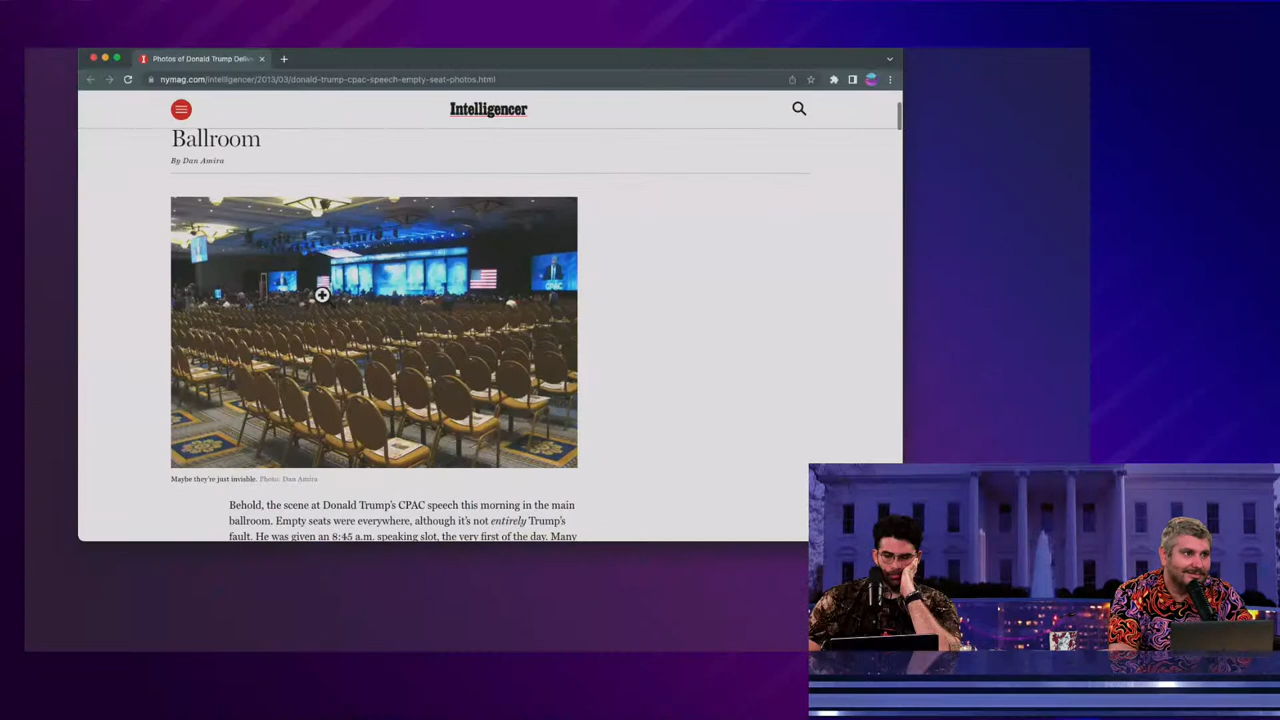 Photos of Donald Trump Deliv
nymag.com/intelligencer/2013/03/donald-trump-cpac-speech-empty-seat-photos.html
Intelligencer
Ballroom
By Dan Amira
CPAC
Maybe they're just invisble. Photo: Dan Amira
Behold, the scene at Donald Trump's CPAC speech this morning in the main
ballroom. Empty seats were everywhere, although it's not entirely Trump's
fault. He was given an 8:45 a.m. speaking slot, the very first of the day. Many